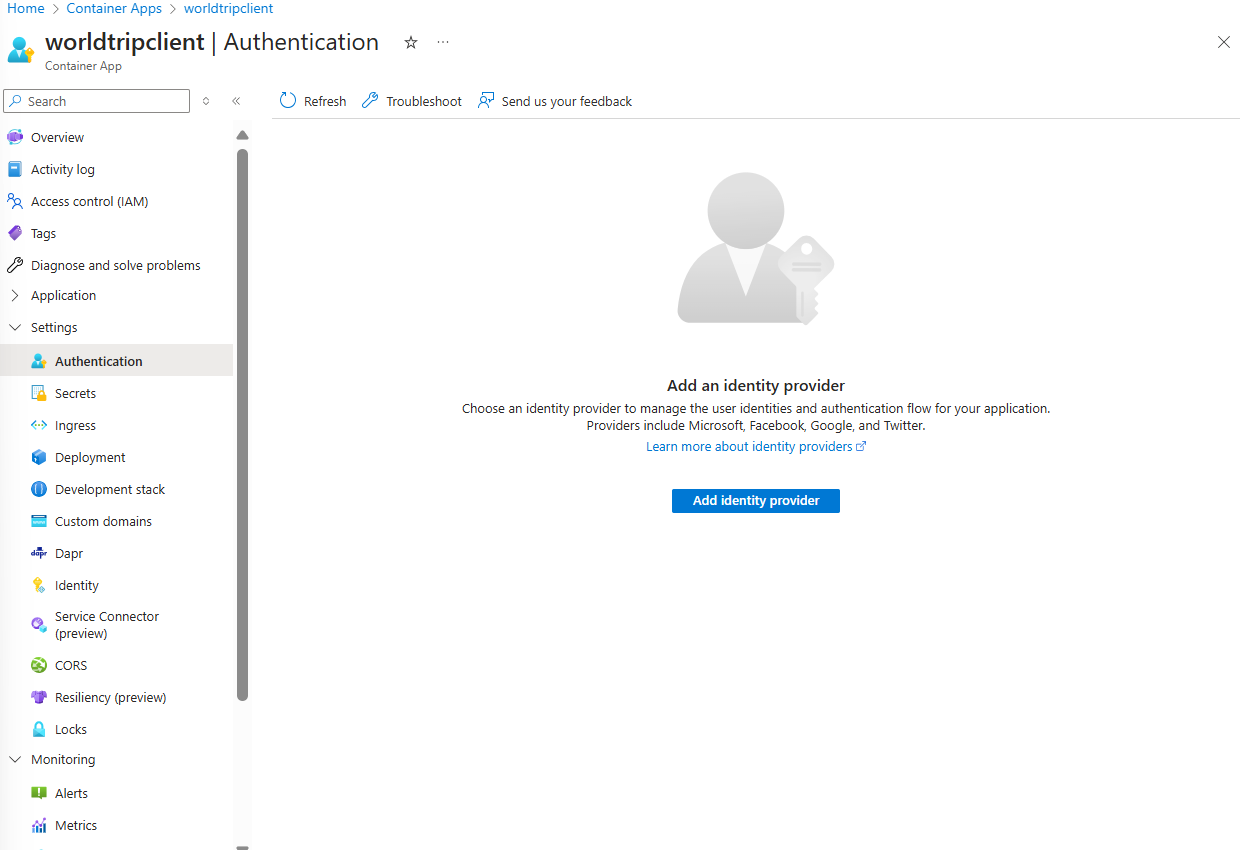 Home > Container Apps > worldtripclient
worldtripclient | Authentication
Container App
Search
Refresh
Troubleshoot
Send us your feedback
Overview
Activity log
Access control (IAM)
Tags
Diagnose and solve problems
Application
Settings
Authentication
Secrets
Ingress
Deployment
Development stack
Custom domains
dapr Dapr
Identity
Service Connector
(preview)
CORS
Resiliency (preview)
Locks
Monitoring
Alerts
Metrics
Add an identity provider
Choose an identity provider to manage the user identities and authentication flow for your application.
Providers include Microsoft, Facebook, Google, and Twitter.
Learn more about identity providers
Add identity provider